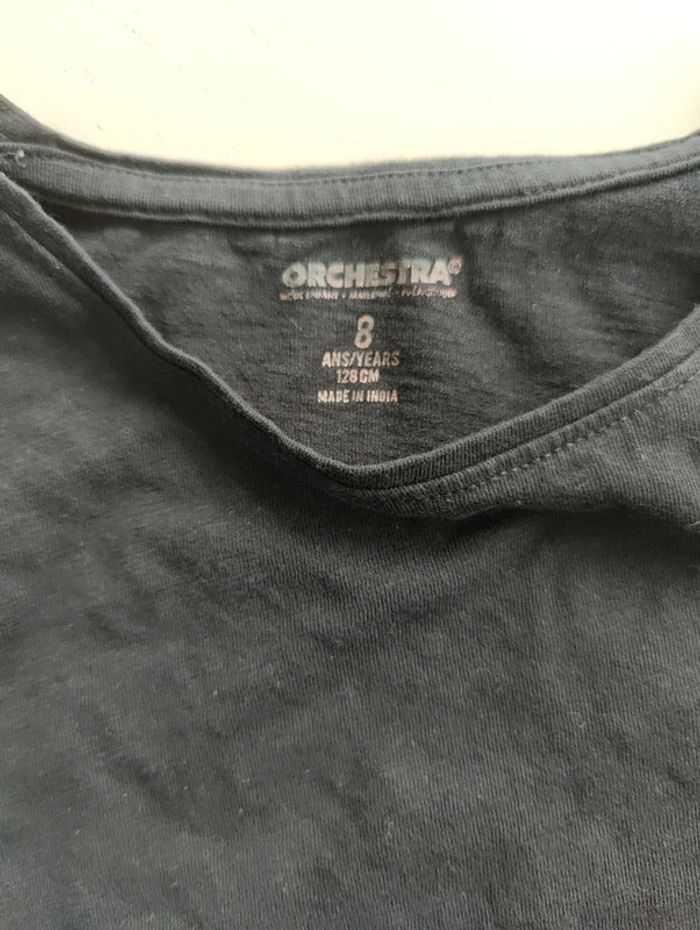 ORCHESTRA®
8
ANS/YEARS
128 CM
MADE IN INDIA